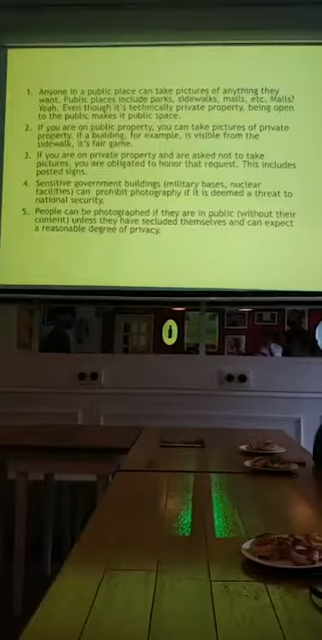 1. Anyone in a public place can take pictures of anything they
want. Public places include parks, sidewalks, malls, etc. Malls?
Yeah. Even though it's technically private property, being open
to the public makes it public space.
2. If you are on public property, you can take pictures of private
property. If a building, for example, is visible from the
sidewalk, it's fair game.
3. If you are on private property and are asked not to take
pictures, you are obligated to honor that request. This includes
posted signs.
4. Sensitive government buildings (military bases, nuclear
facilities) can prohibit photography if it is deemed a threat to
national security.
5. People can be photographed if they are in public (without their
consent) unless they have secluded themselves and can expect
a reasonable degree of privacy.